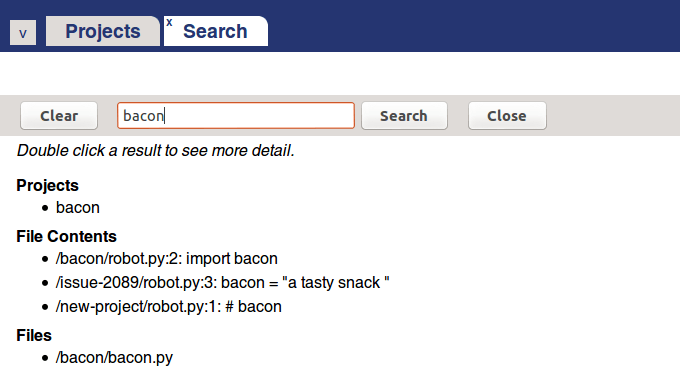 v Projects x Search
Clear bacon Search Close
Double click a result to see more detail.
Projects
• bacon
File Contents
• /bacon/robot.py:2: import bacon
• /issue-2089/robot.py:3: bacon = "a tasty snack "
• /new-project/robot.py:1: # bacon
Files
• /bacon/bacon.py